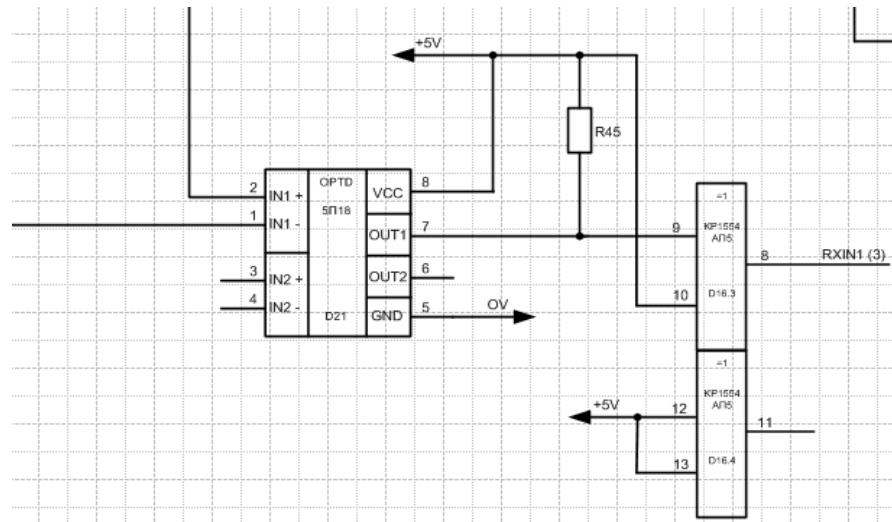 +5V
R45
2
IN1 +
1
IN1 -
3
IN2 +
4
IN2 -
OPTD
5П18
D21
VCC
8
OUT1
7
OUT2
6
GND
5
OV
9
10
=1
КР1554
АП5
D16.3
8
RXIN1 (3)
+5V
12
13
=1
КР1554
АП5
D16.4
11